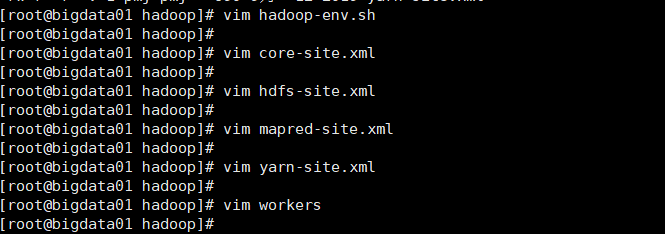 [root@bigdata01 hadoop]# vim hadoop-env.sh
[root@bigdata01 hadoop]#
[root@bigdata01 hadoop]# vim core-site.xml
[root@bigdata01 hadoop]#
[root@bigdata01 hadoop]# vim hdfs-site.xml
[root@bigdata01 hadoop]#
[root@bigdata01 hadoop]# vim mapred-site.xml
[root@bigdata01 hadoop]#
[root@bigdata01 hadoop]# vim yarn-site.xml
[root@bigdata01 hadoop]#
[root@bigdata01 hadoop]# vim workers
[root@bigdata01 hadoop]#